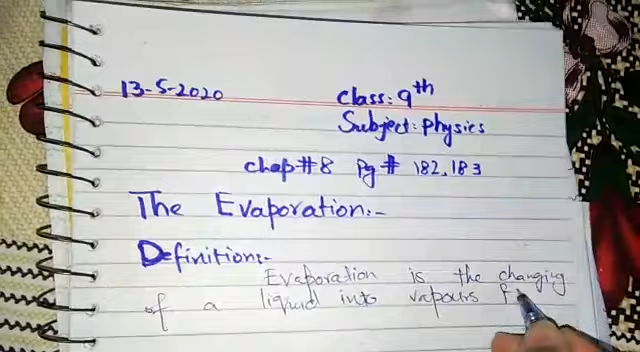 13-5-2020
Class: 9th
Subject: physics
chap # 8 Pg # 182, 183
The Evaporation:-
Definition:-
Evaporation is the changing
of a liquid into vapours f